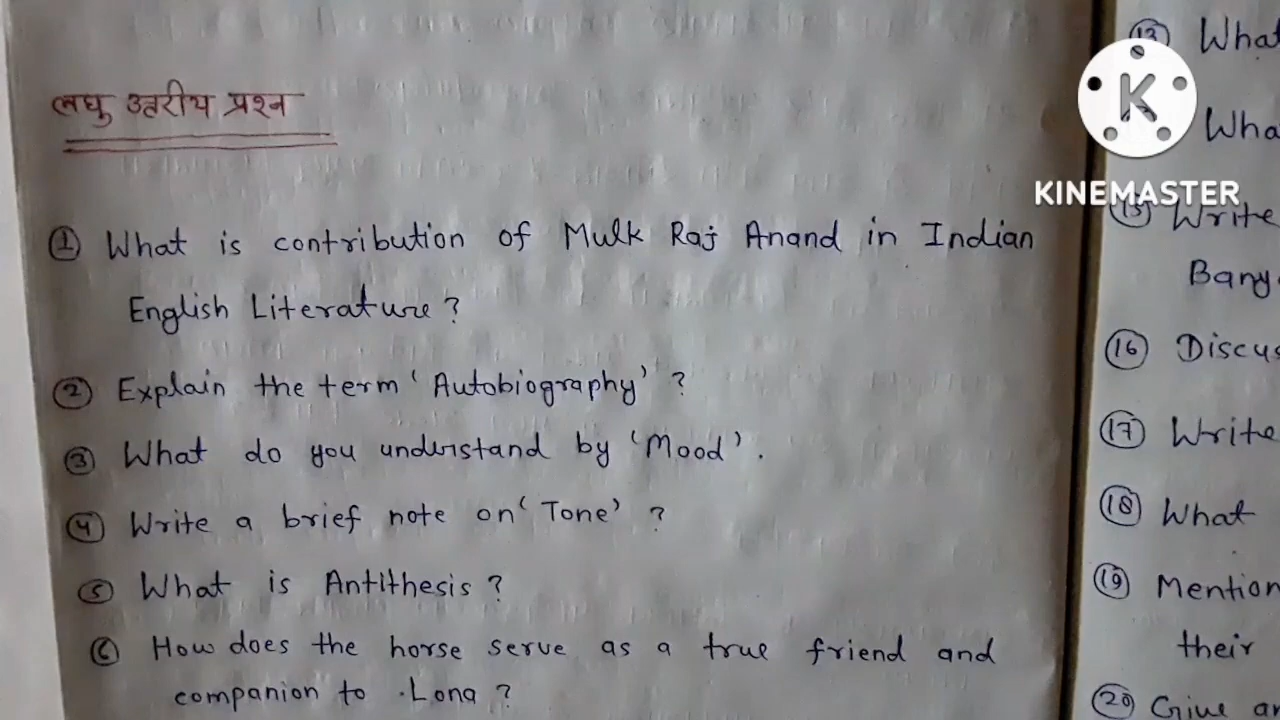 लघु उत्तरीय प्रश्न
① What is contribution of Mulk Raj Anand in Indian
English Literature ?
② Explain the term ‘Autobiography’ ?
③ What do you understand by ‘Mood’.
④ Write a brief note on ‘Tone’ ?
⑤ What is Antithesis ?
⑥ How does the horse serve as a true friend and
companion to Lona ?
⑬ What
What
⑮ Write
⑯
⑰ Write
⑱ What
⑲ Mention
their
⑳ Give
K
KINEMASTER